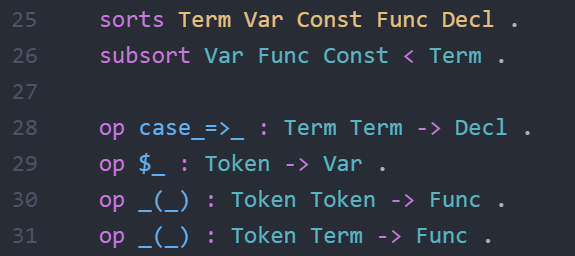 25 sorts Term Var Const Func Decl .
26 subsort Var Func Const < Term .
27
28 op case_=>_ : Term Term -> Decl .
29 op $_ : Token -> Var .
30 op _(_) : Token Token -> Func .
31 op _(_) : Token Term -> Func .